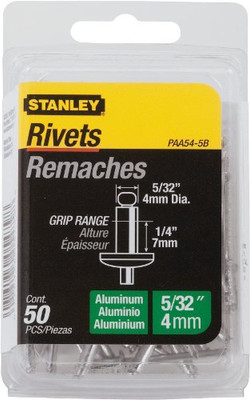 STANLEY
Rivets
PAA54-5B
Remaches
5/32"
4mm Dia.
GRIP RANGE
Alture
Épaisseur
1/4"
7mm
Cont.
50
PCS/Piezas
Aluminum
Aluminio
Aluminium
5/32"
4mm